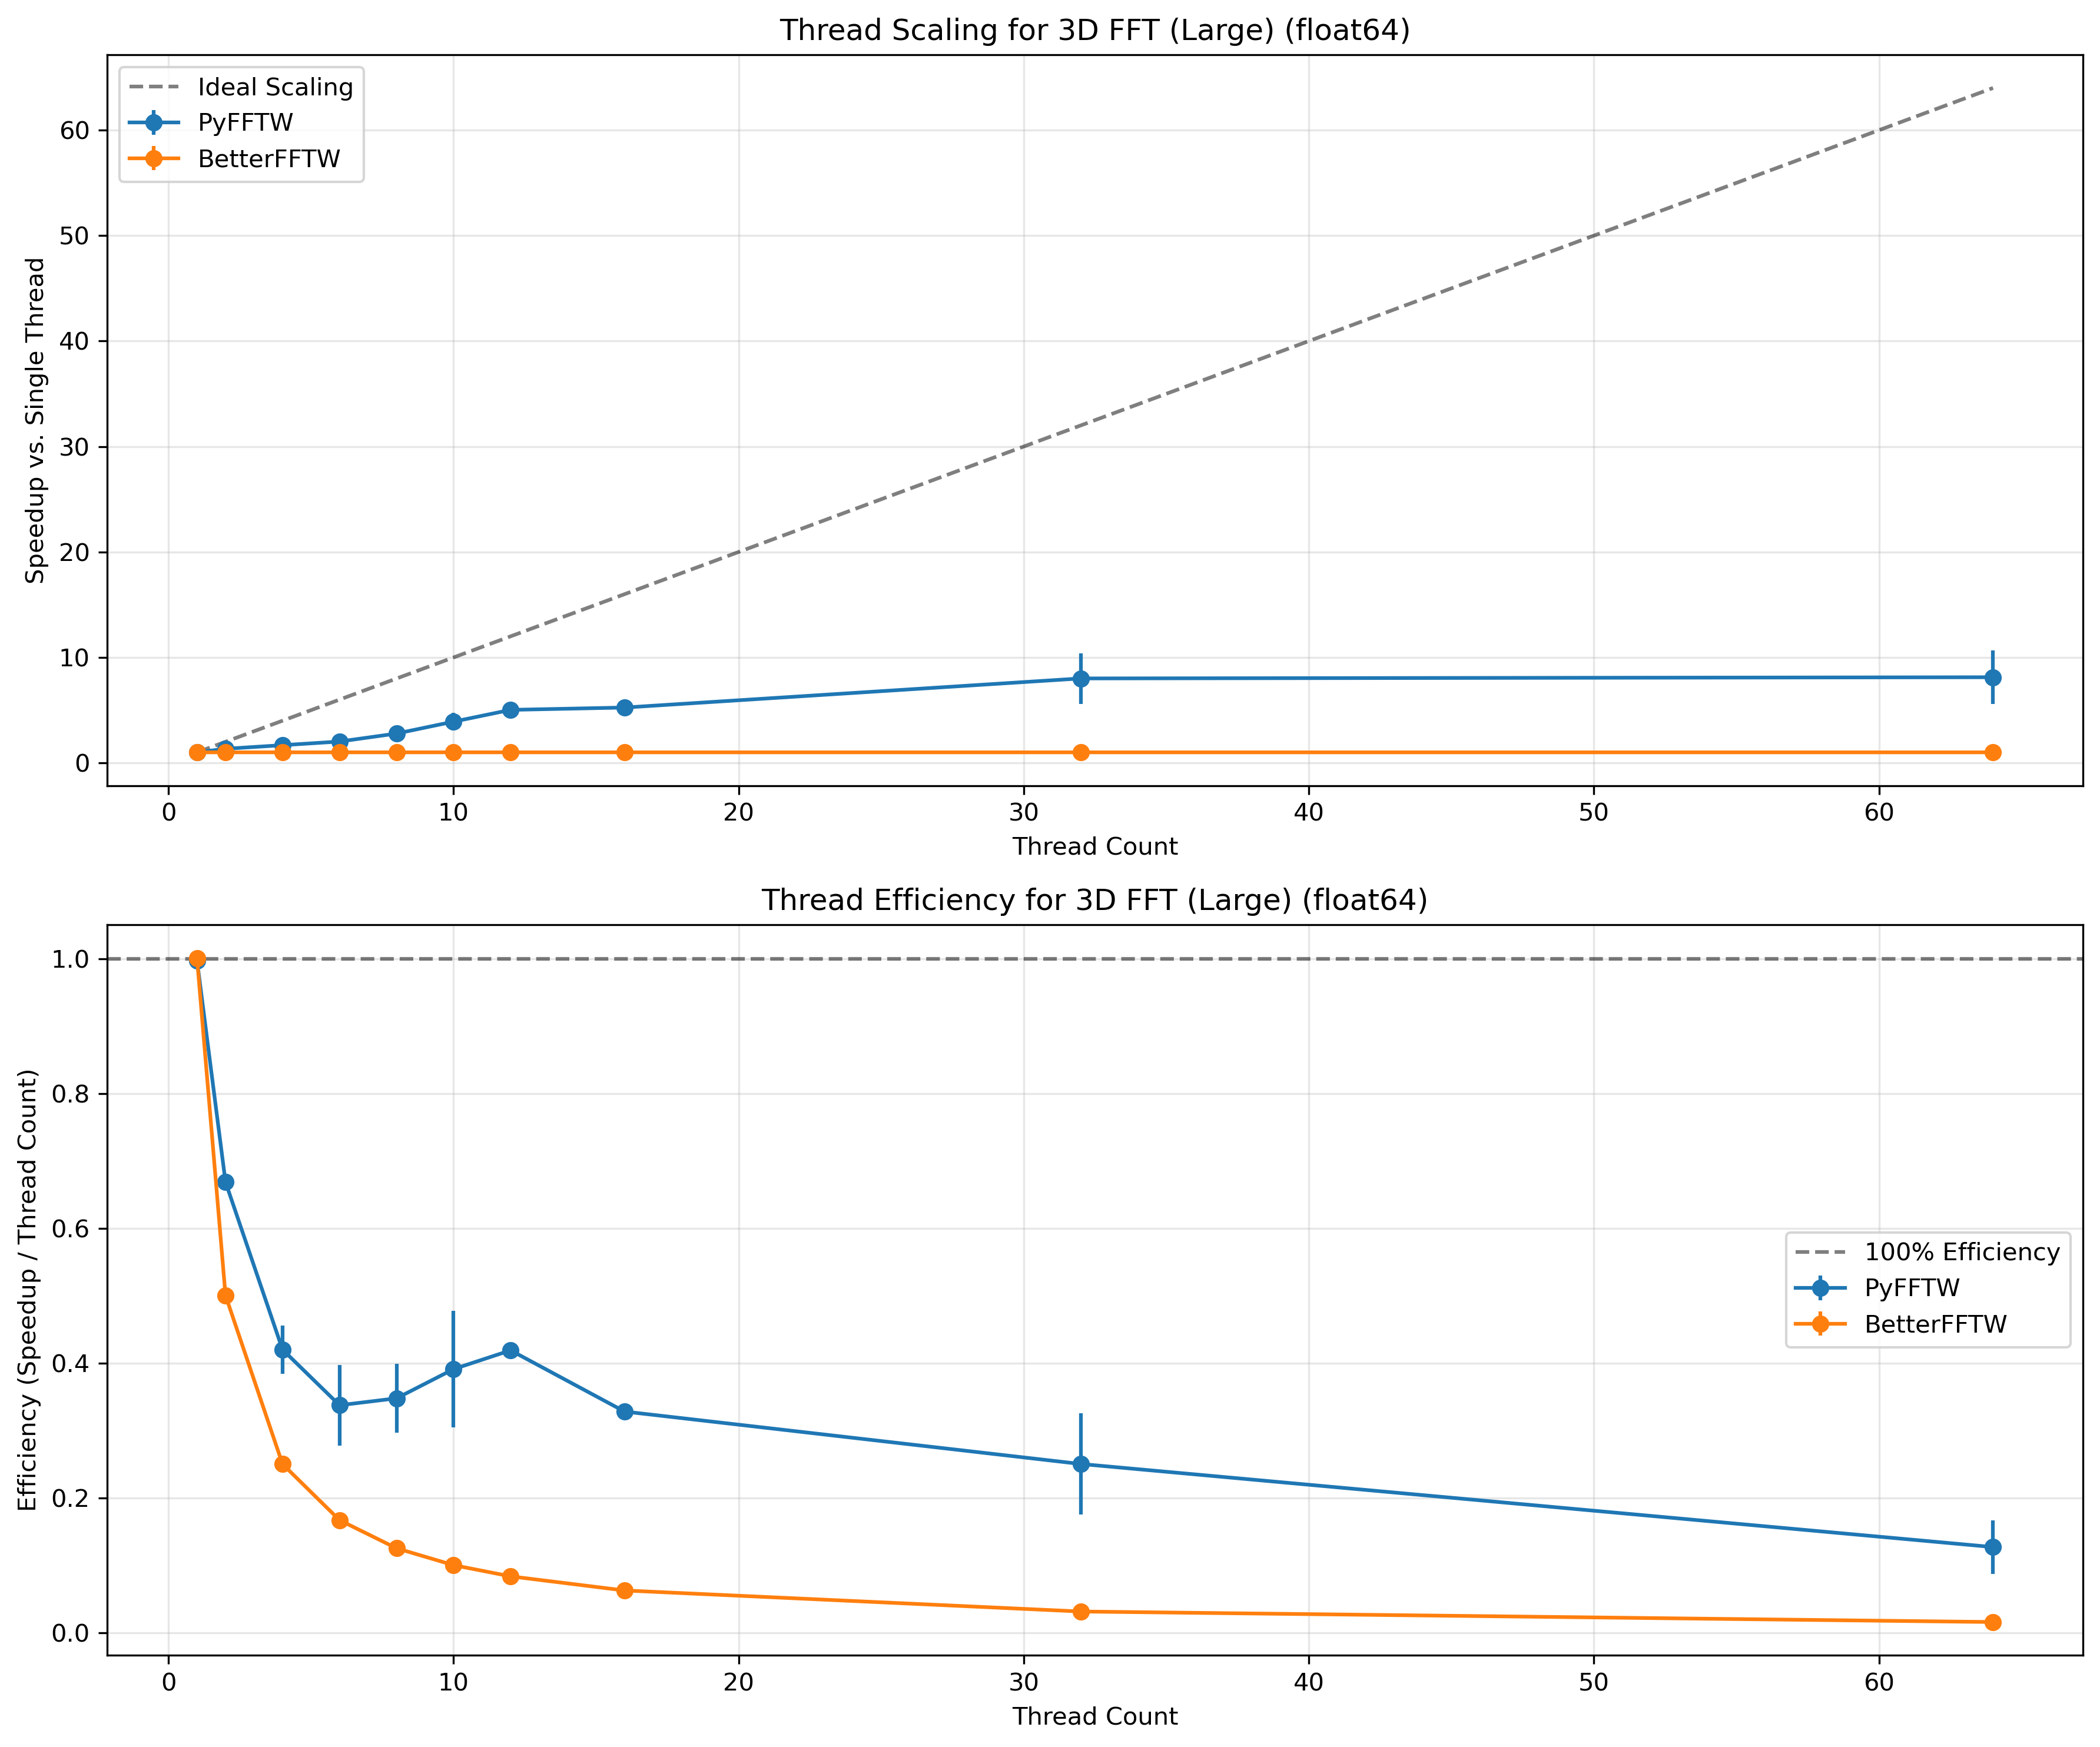 Thread Scaling for 3D FFT (Large) (float64)
Ideal Scaling
PyFFTW
BetterFFTW
Speedup vs. Single Thread
60
50
40
30
20
10
0
0 10 20 30 40 50 60
Thread Count
Thread Efficiency for 3D FFT (Large) (float64)
Efficiency (Speedup / Thread Count)
1.0
0.8
0.6
0.4
0.2
0.0
100% Efficiency
PyFFTW
BetterFFTW
0 10 20 30 40 50 60
Thread Count